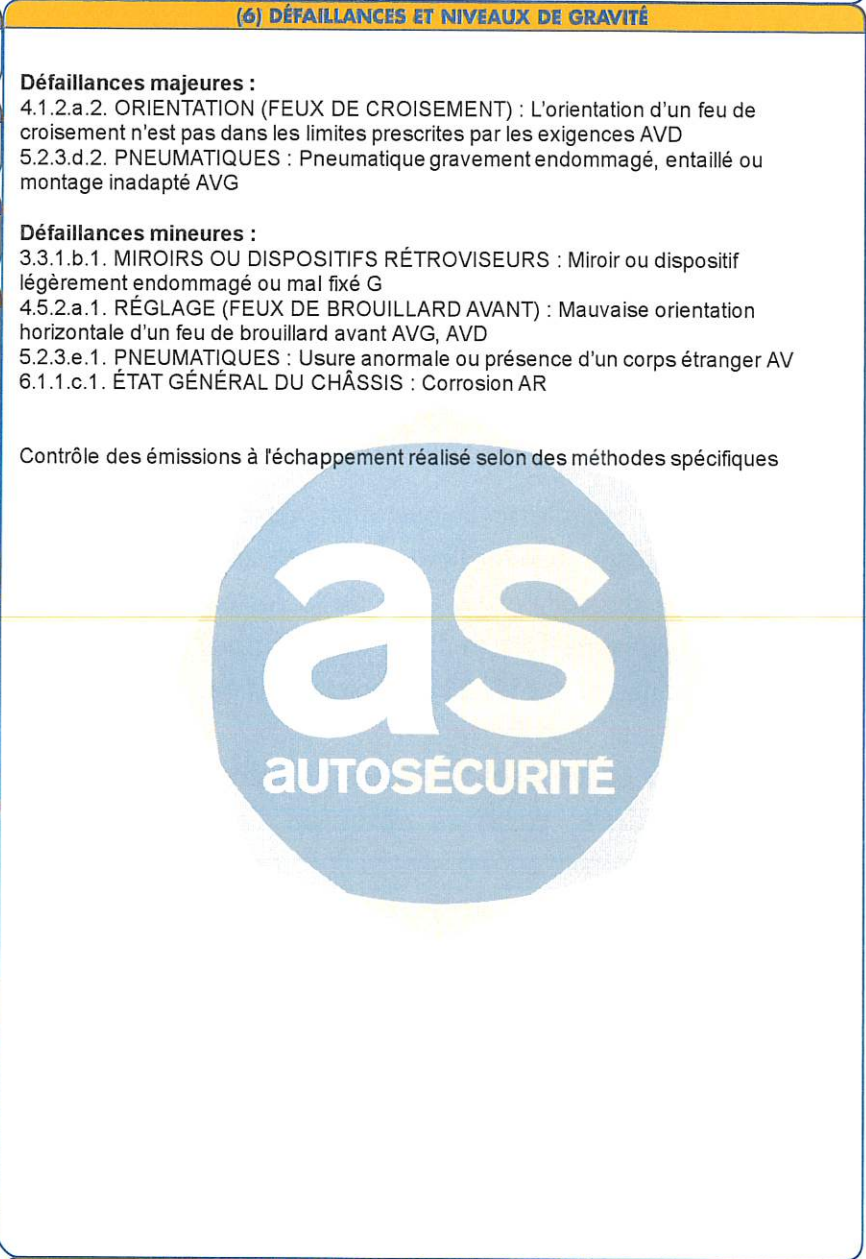 (6) DÉFAILLANCES ET NIVEAUX DE GRAVITÉ
Défaillances majeures :
4.1.2.a.2. ORIENTATION (FEUX DE CROISEMENT) : L'orientation d'un feu de
croisement n'est pas dans les limites prescrites par les exigences AVD
5.2.3.d.2. PNEUMATIQUES : Pneumatique gravement endommagé, entaillé ou
montage inadapté AVG
Défaillances mineures :
3.3.1.b.1. MIROIRS OU DISPOSITIFS RÉTROVISEURS : Miroir ou dispositif
légèrement endommagé ou mal fixé G
4.5.2.a.1. RÉGLAGE (FEUX DE BROUILLARD AVANT) : Mauvaise orientation
horizontale d'un feu de brouillard avant AVG, AVD
5.2.3.e.1. PNEUMATIQUES : Usure anormale ou présence d'un corps étranger AV
6.1.1.c.1. ÉTAT GÉNÉRAL DU CHÂSSIS : Corrosion AR
Contrôle des émissions à l'échappement réalisé selon des méthodes spécifiques
as
aUTOSÉCURITÉ